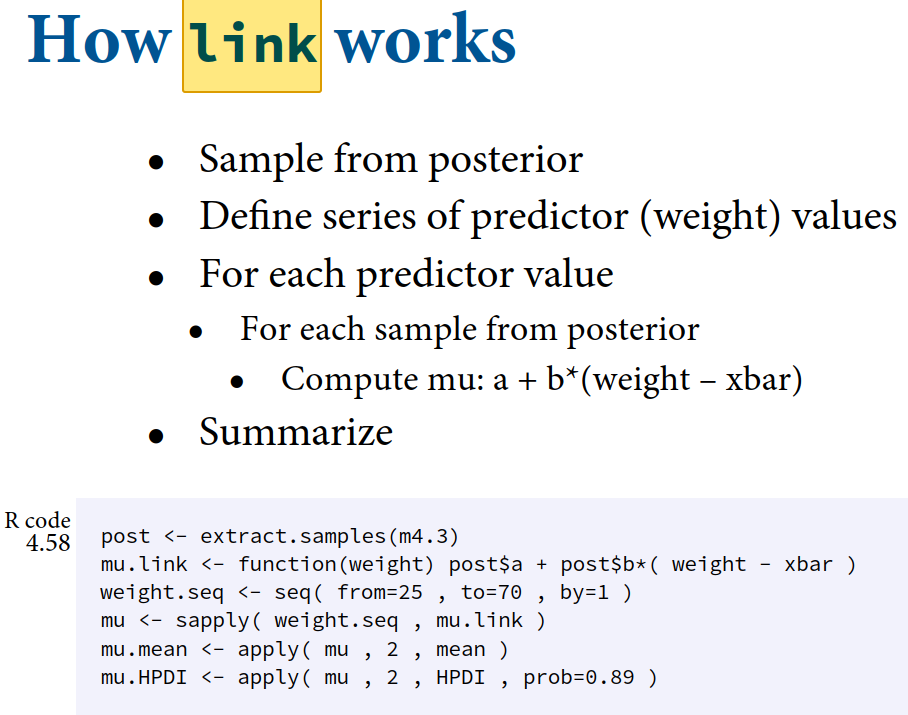 How link works
• Sample from posterior
• Define series of predictor (weight) values
• For each predictor value
• For each sample from posterior
• Compute mu: a + b*(weight – xbar)
• Summarize
R code
4.58
post <- extract.samples(m4.3)
mu.link <- function(weight) post$a + post$b*( weight - xbar )
weight.seq <- seq( from=25 , to=70 , by=1 )
mu <- sapply( weight.seq , mu.link )
mu.mean <- apply( mu , 2 , mean )
mu.HPDI <- apply( mu , 2 , HPDI , prob=0.89 )